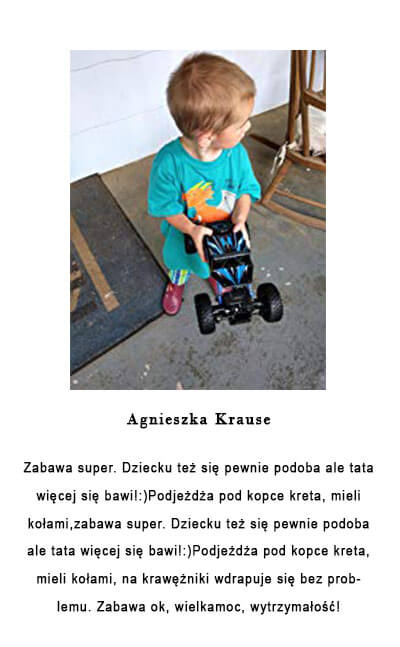 Agnieszka Krause
Zabawa super. Dziecku też się pewnie podoba ale tata
więcej się bawi!:)Podjeżdża pod kopce kreta, mieli
kołami,zabawa super. Dziecku też się pewnie podoba
ale tata więcej się bawi!:)Podjeżdża pod kopce kreta,
mieli kołami, na krawężniki wdrapuje się bez prob-
lemu. Zabawa ok, wielkamoc, wytrzymałość!